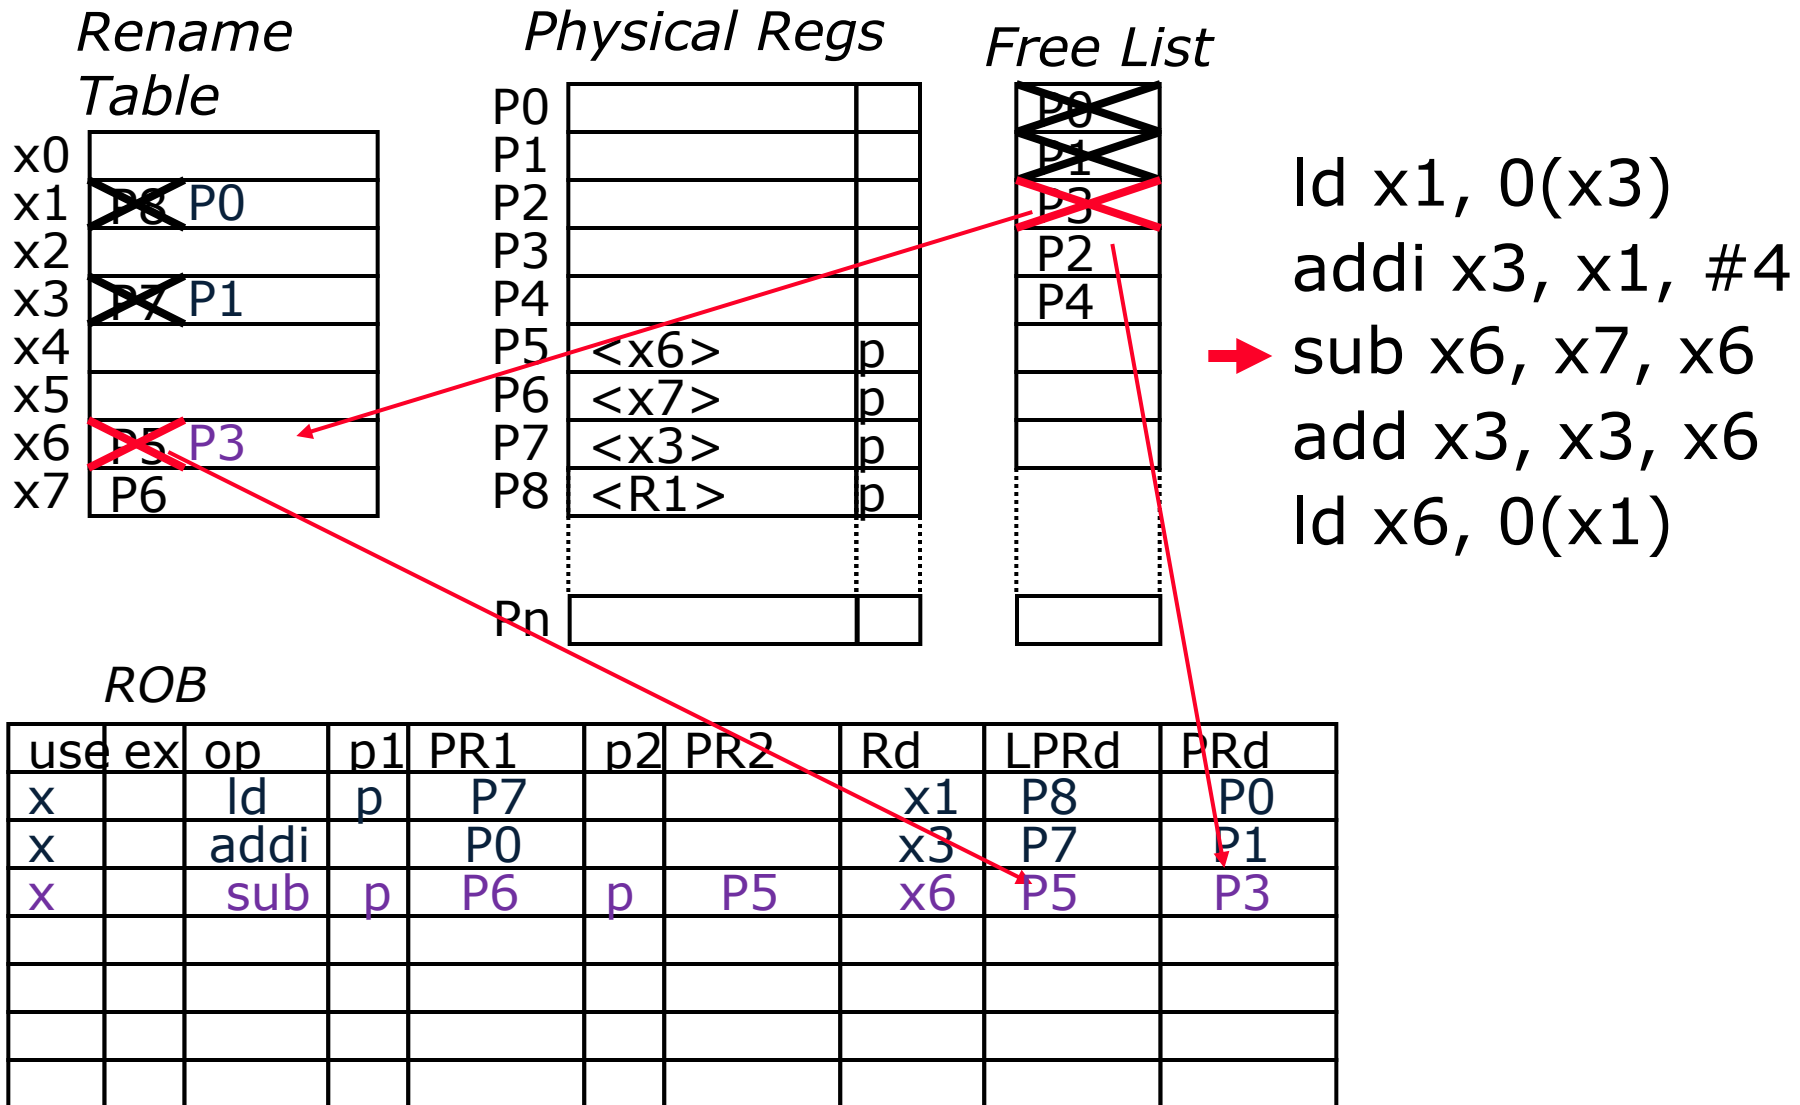 Rename Table
Physical Regs
Free List
x0
x1 P8 P0
x2
x3 P7 P1
x4
x5
x6 P5 P3
x7 P6
P0
P1
P2
P3
P4
P5 <x6> p
P6 <x7> p
P7 <x3> p
P8 <R1> p
Pn
P0
P1
P3
P2
P4
ld x1, 0(x3)
addi x3, x1, #4
sub x6, x7, x6
add x3, x3, x6
ld x6, 0(x1)
ROB
use ex op p1 PR1 p2 PR2 Rd LPRd PRd
x ld p P7 x1 P8 P0
x addi P0 x3 P7 P1
x sub p P6 p P5 x6 P5 P3